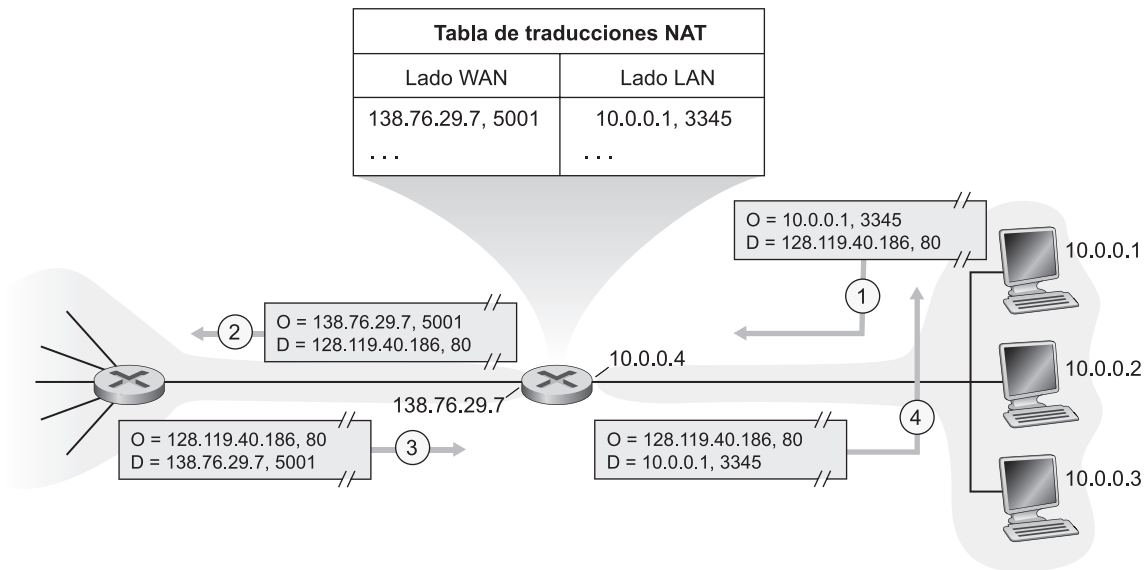 Tabla de traducciones NAT
Lado WAN
Lado LAN
138.76.29.7, 5001
10.0.0.1, 3345
. . .
. . .
O = 10.0.0.1, 3345
D = 128.119.40.186, 80
10.0.0.1
1
2
O = 138.76.29.7, 5001
D = 128.119.40.186, 80
10.0.0.4
10.0.0.2
138.76.29.7
4
O = 128.119.40.186, 80
D = 138.76.29.7, 5001
3
O = 128.119.40.186, 80
D = 10.0.0.1, 3345
10.0.0.3